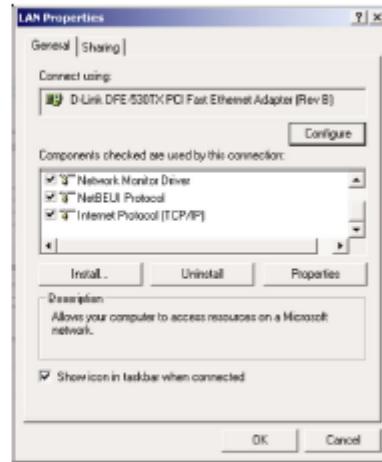 LAN Properties
General Sharing
Connect using:
D-Link DFE-530TX PCI Fast Ethernet Adapter (Rev B)
Configure
Components checked are used by this connection:
Network Monitor Driver
NetBEUI Protocol
Internet Protocol (TCP/IP)
Install... Uninstall Properties
Description
Allows your computer to access resources on a Microsoft
network.
Show icon in taskbar when connected
OK Cancel